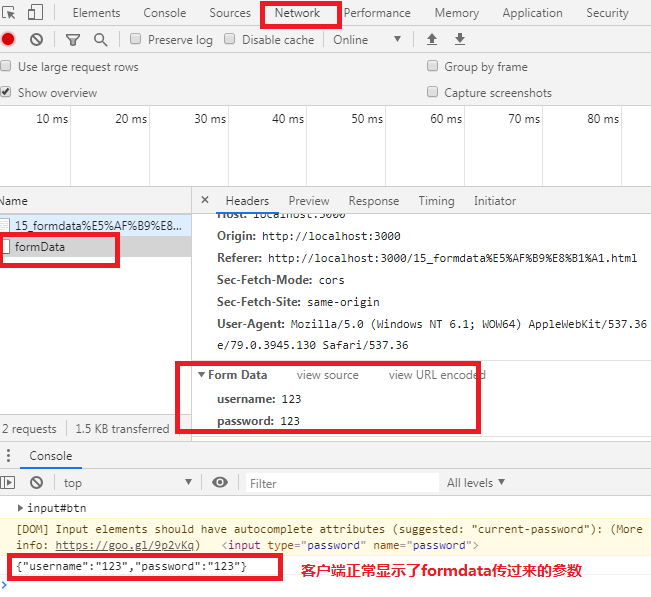 Elements Console Sources Network Performance Memory Application Security
Preserve log Disable cache Online
Use large request rows Group by frame
Show overview Capture screenshots
10 ms 20 ms 30 ms 40 ms 50 ms 60 ms 70 ms 80 ms
Name × Headers Preview Response Timing Initiator
15_formdata%E5%AF%B9%E8...
formData
Host: localhost:3000
Origin: http://localhost:3000
Referer: http://localhost:3000/15_formdata%E5%AF%B9%E8%B1%A1.html
Sec-Fetch-Mode: cors
Sec-Fetch-Site: same-origin
User-Agent: Mozilla/5.0 (Windows NT 6.1; WOW64) AppleWebKit/537.36
e/79.0.3945.130 Safari/537.36
Form Data view source view URL encoded
username: 123
password: 123
2 requests 1.5 KB transferred
Console
top Filter All levels
input#btn
[DOM] Input elements should have autocomplete attributes (suggested: "current-password"): (More
info: https://goo.gl/9p2vKq) <input type="password" name="password">
{"username":"123","password":"123"} 客户端正常显示了formdata传过来的参数